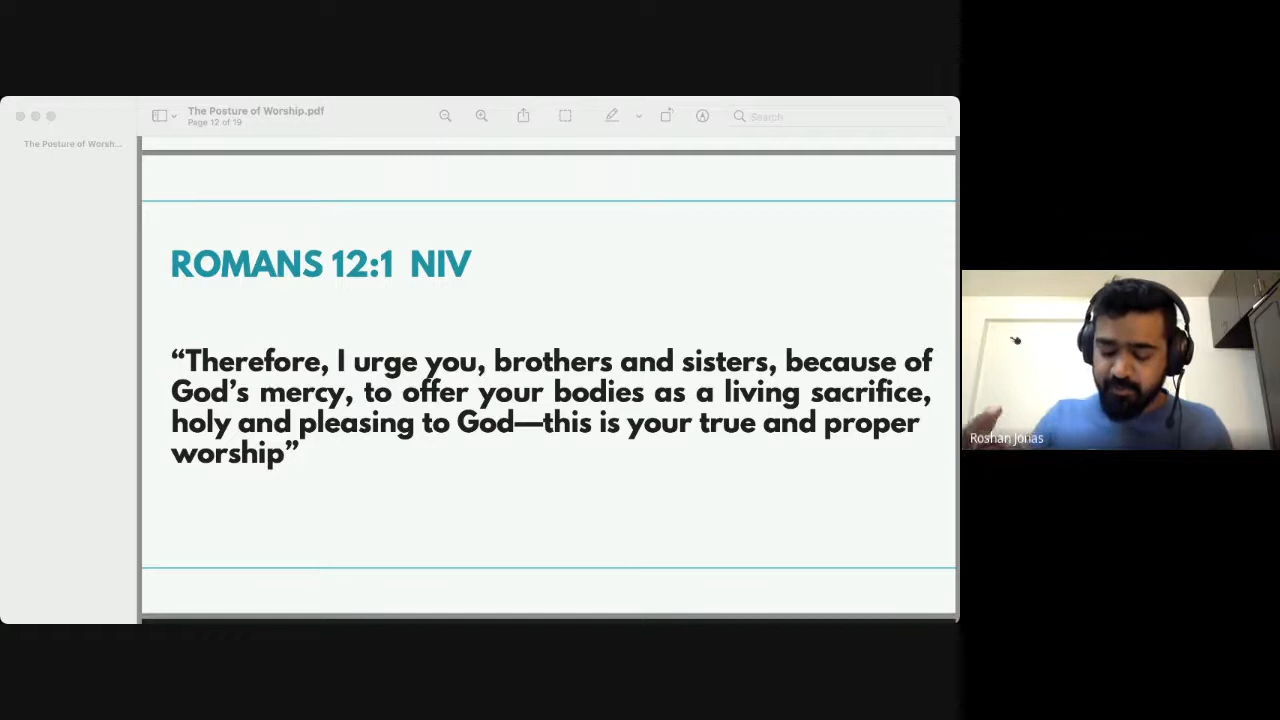 The Posture of Worship.pdf
Page 12 of 19
Search
The Posture of Worsh...
ROMANS 12:1 NIV
“Therefore, I urge you, brothers and sisters, because of
God’s mercy, to offer your bodies as a living sacrifice,
holy and pleasing to God—this is your true and proper
worship”
Roshan Jonas